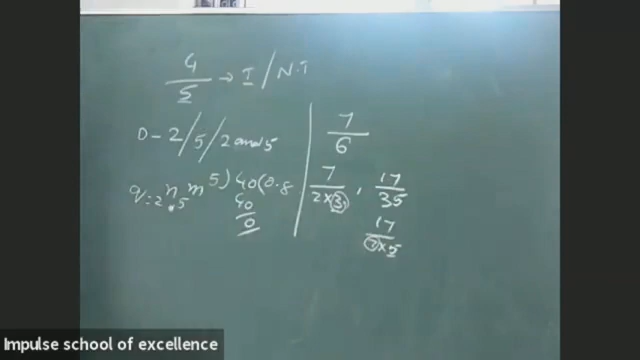 4/5 → T / N.T
0 - 2/5/2 and 5
q = 2ⁿ 5ᵐ
5) 40 (0.8
40
0
7/6
7/2×3, 17/35
17/7×5
Impulse school of excellence